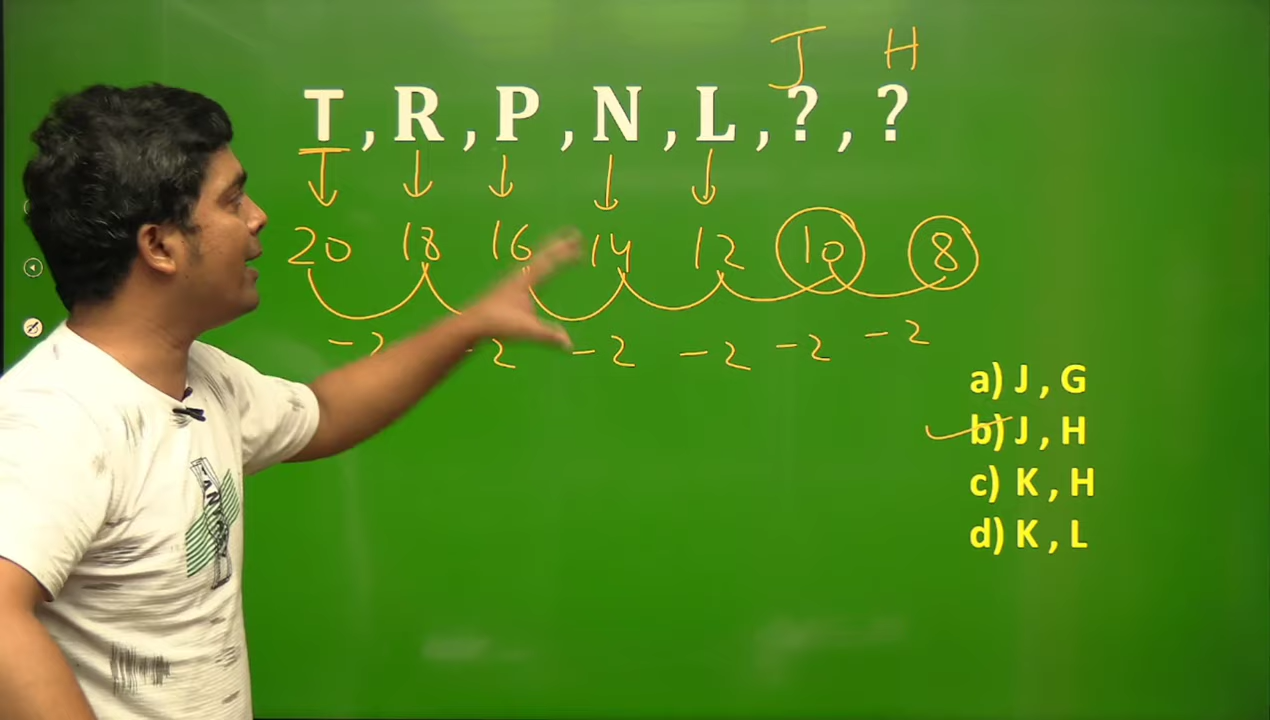 J H
T , R , P , N , L , ? , ?
20 18 16 14 12 10 8
-2 -2 -2 -2 -2 -2
a) J , G
b) J , H
c) K , H
d) K , L